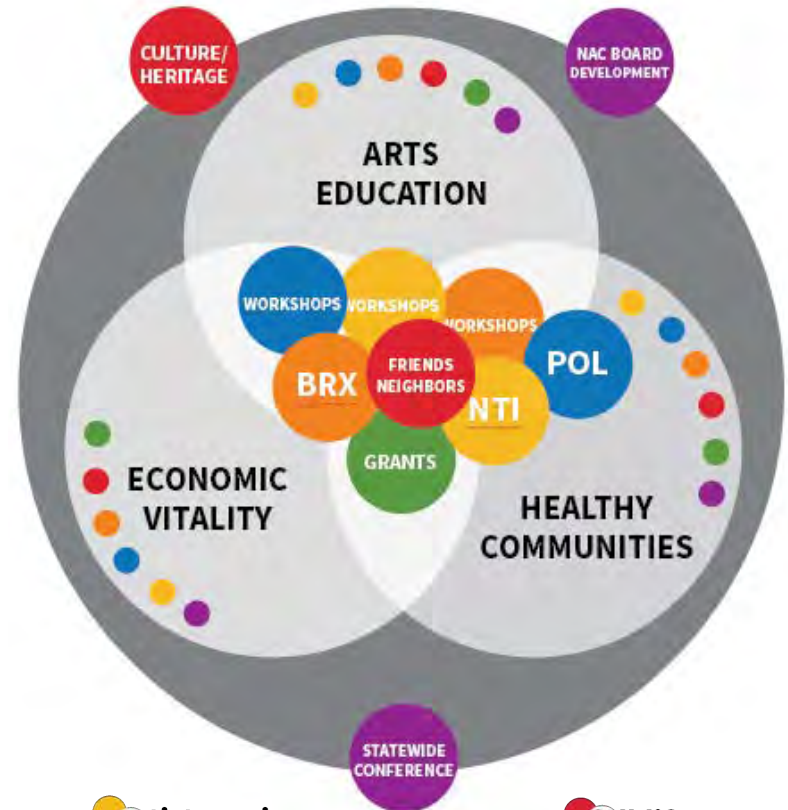 CULTURE/
HERITAGE
NAC BOARD
DEVELOPMENT
ARTS
EDUCATION
WORKSHOPS
WORKSHOPS
WORKSHOPS
BRX
FRIENDS
NEIGHBORS
POL
NTI
GRANTS
ECONOMIC
VITALITY
HEALTHY
COMMUNITIES
STATEWIDE
CONFERENCE